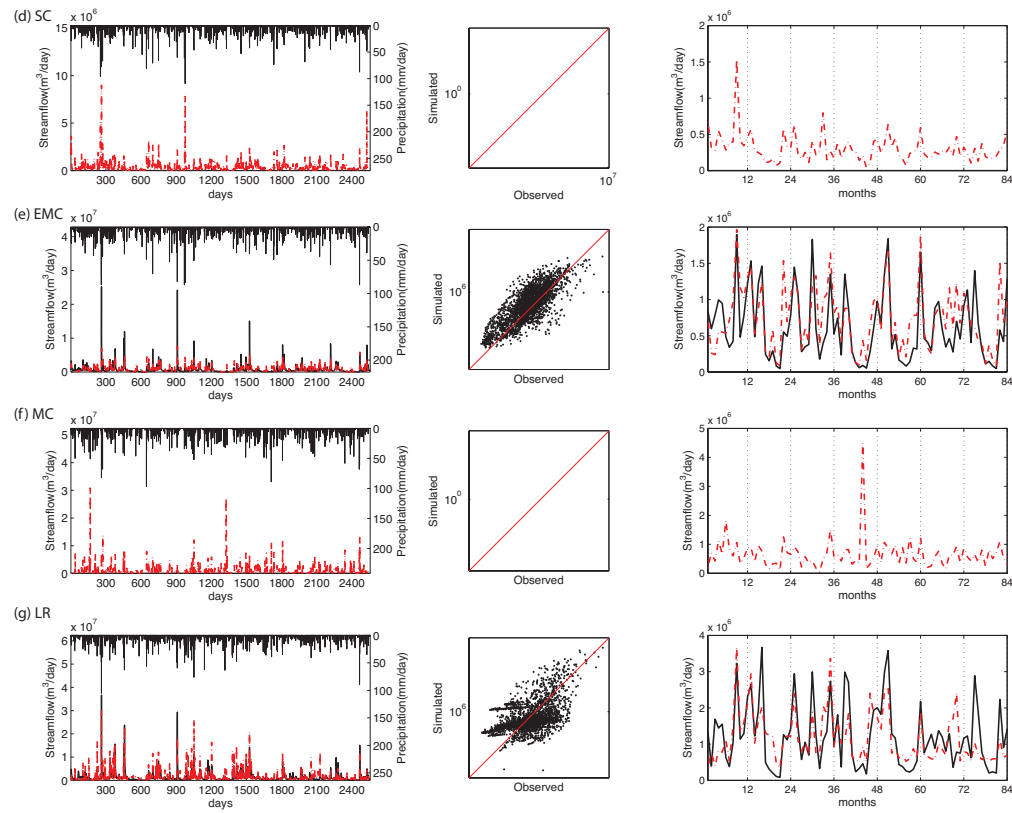 (d) SC
x 10^6
15
10
5
0
Streamflow(m^3/day)
0
50
100
150
200
250
Precipitation(mm/day)
300 600 900 1200 1500 1800 2100 2400
days
Simulated
10^0
Observed
10^7
x 10^6
2
1.5
1
0.5
0
Streamflow(m^3/day)
12 24 36 48 60 72 84
months
(e) EMC
x 10^7
4
3
2
1
0
Streamflow(m^3/day)
0
50
100
150
200
Precipitation(mm/day)
300 600 900 1200 1500 1800 2100 2400
days
Simulated
10^6
Observed
x 10^6
2
1.5
1
0.5
0
Streamflow(m^3/day)
12 24 36 48 60 72 84
months
(f) MC
x 10^7
5
4
3
2
1
0
Streamflow(m^3/day)
0
50
100
150
200
Precipitation(mm/day)
300 600 900 1200 1500 1800 2100 2400
days
Simulated
10^0
Observed
x 10^6
5
4
3
2
1
0
Streamflow(m^3/day)
12 24 36 48 60 72 84
months
(g) LR
x 10^7
6
5
4
3
2
1
0
Streamflow(m^3/day)
0
50
100
150
200
250
Precipitation(mm/day)
300 600 900 1200 1500 1800 2100 2400
days
Simulated
10^6
Observed
x 10^6
4
3
2
1
0
Streamflow(m^3/day)
12 24 36 48 60 72 84
months